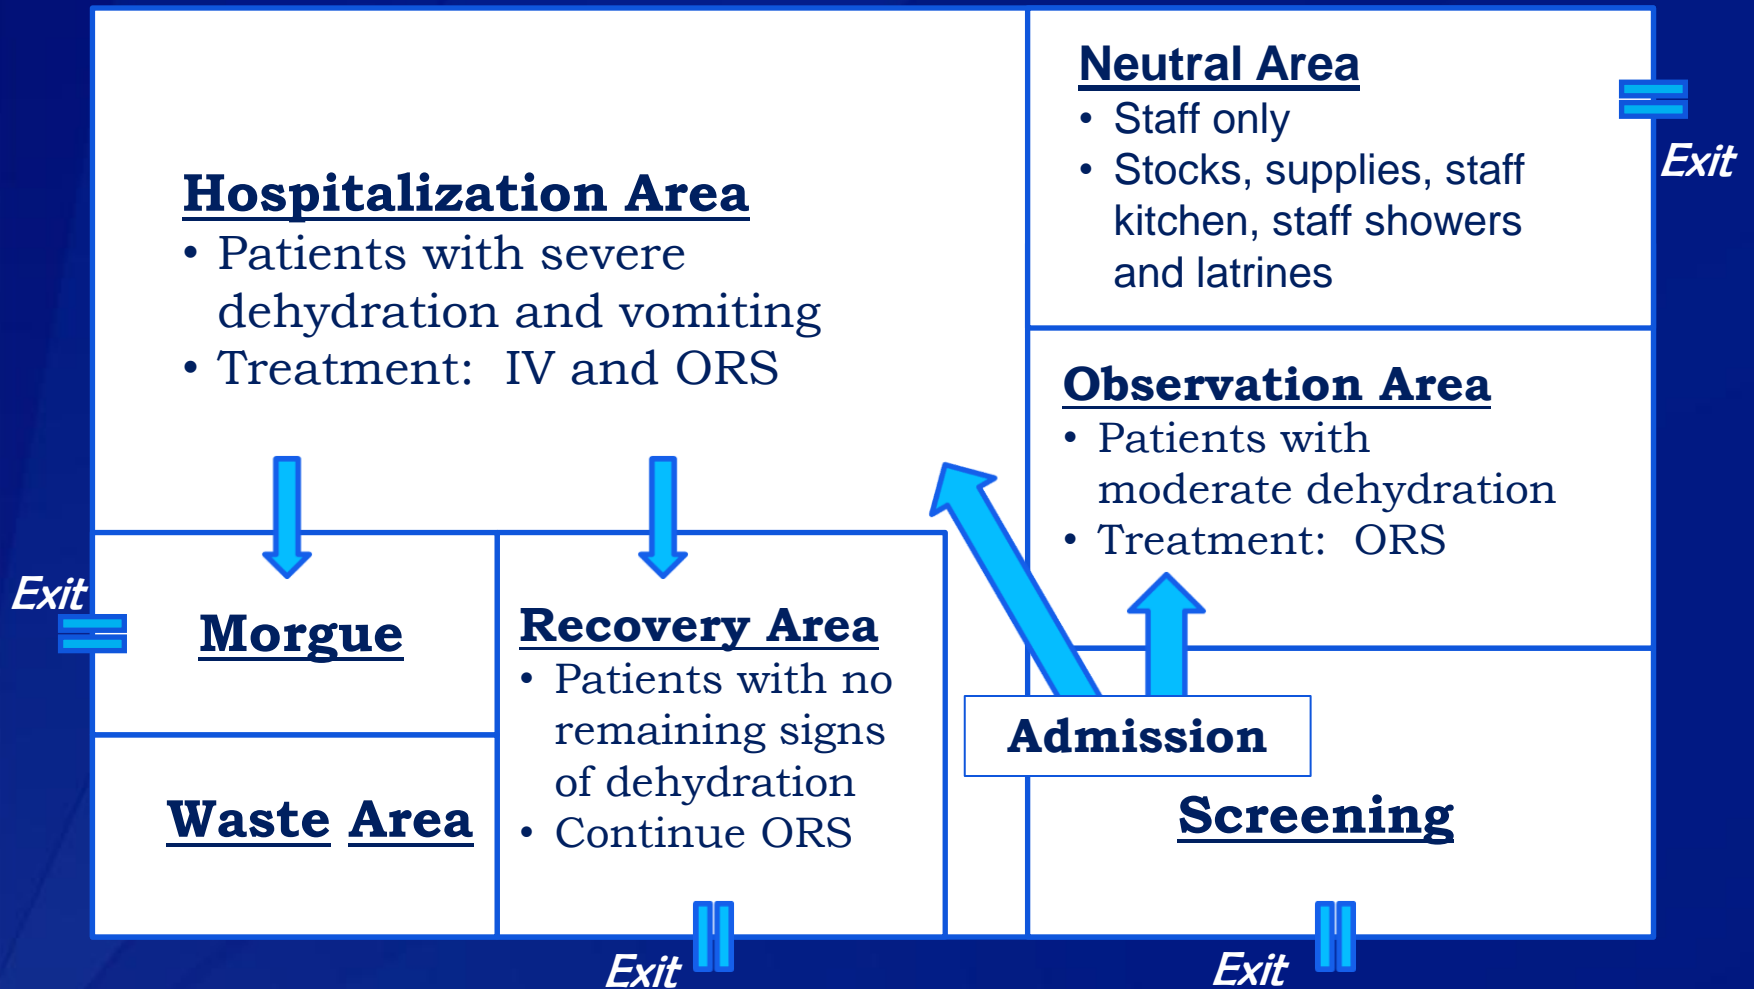 Hospitalization Area
• Patients with severe
dehydration and vomiting
• Treatment:  IV and ORS
Neutral Area
• Staff only
• Stocks, supplies, staff
kitchen, staff showers
and latrines
Exit
Observation Area
• Patients with
moderate dehydration
• Treatment:  ORS
Exit
Morgue
Waste Area
Recovery Area
• Patients with no
remaining signs
of dehydration
• Continue ORS
Admission
Screening
Exit
Exit